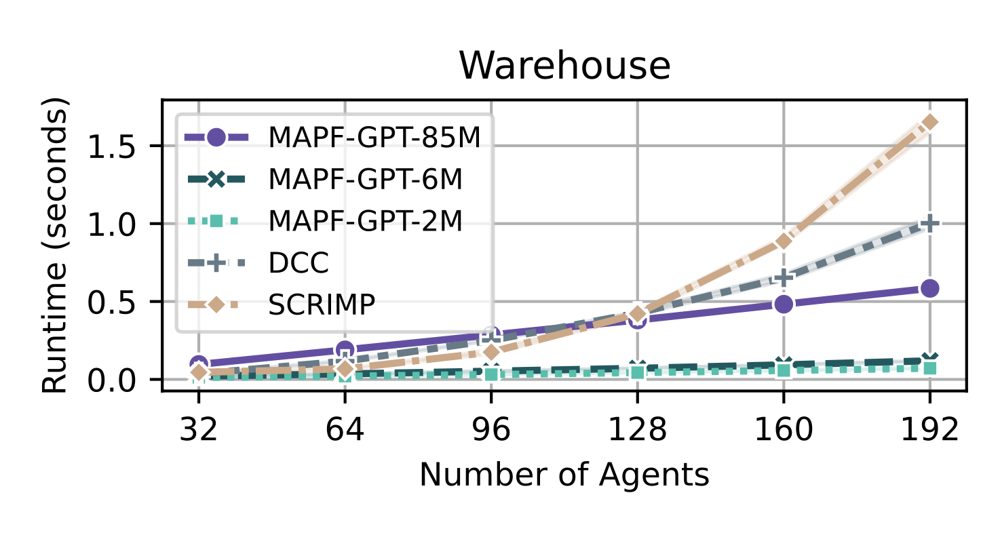 Warehouse
Runtime (seconds)
1.5
1.0
0.5
0.0
MAPF-GPT-85M
MAPF-GPT-6M
MAPF-GPT-2M
DCC
SCRIMP
32 64 96 128 160 192
Number of Agents